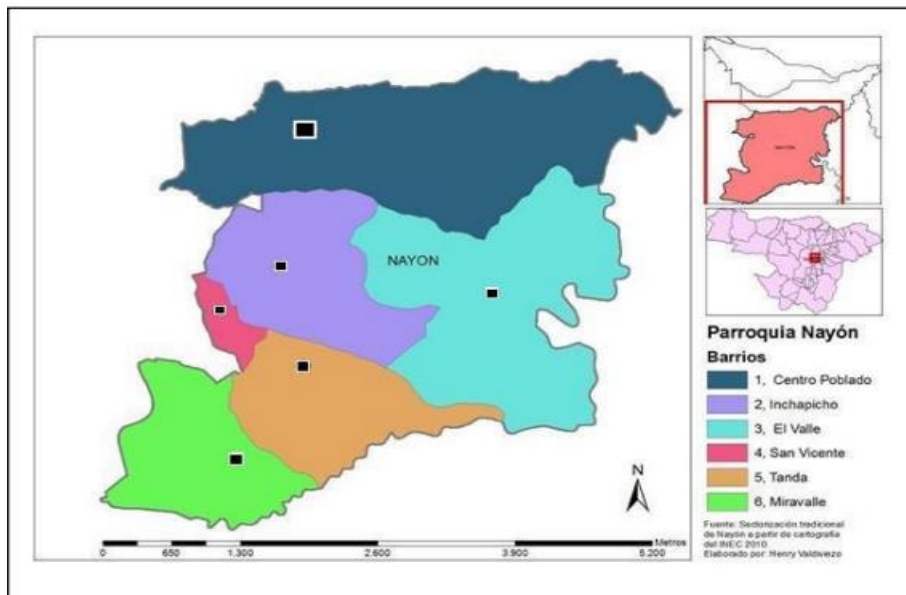 NAYON
NAYON
Parroquia Nayón
Barrios
1, Centro Poblado
2, Inchapicho
3, El Valle
4, San Vicente
5, Tanda
6, Miravalle
Fuente: Sectorización tradicional
de Nayón a partir de cartografía
del INEC 2010
Elaborado por: Henry Valdiviezo
N
Metros
0 650 1.300 2.600 3.900 5.200